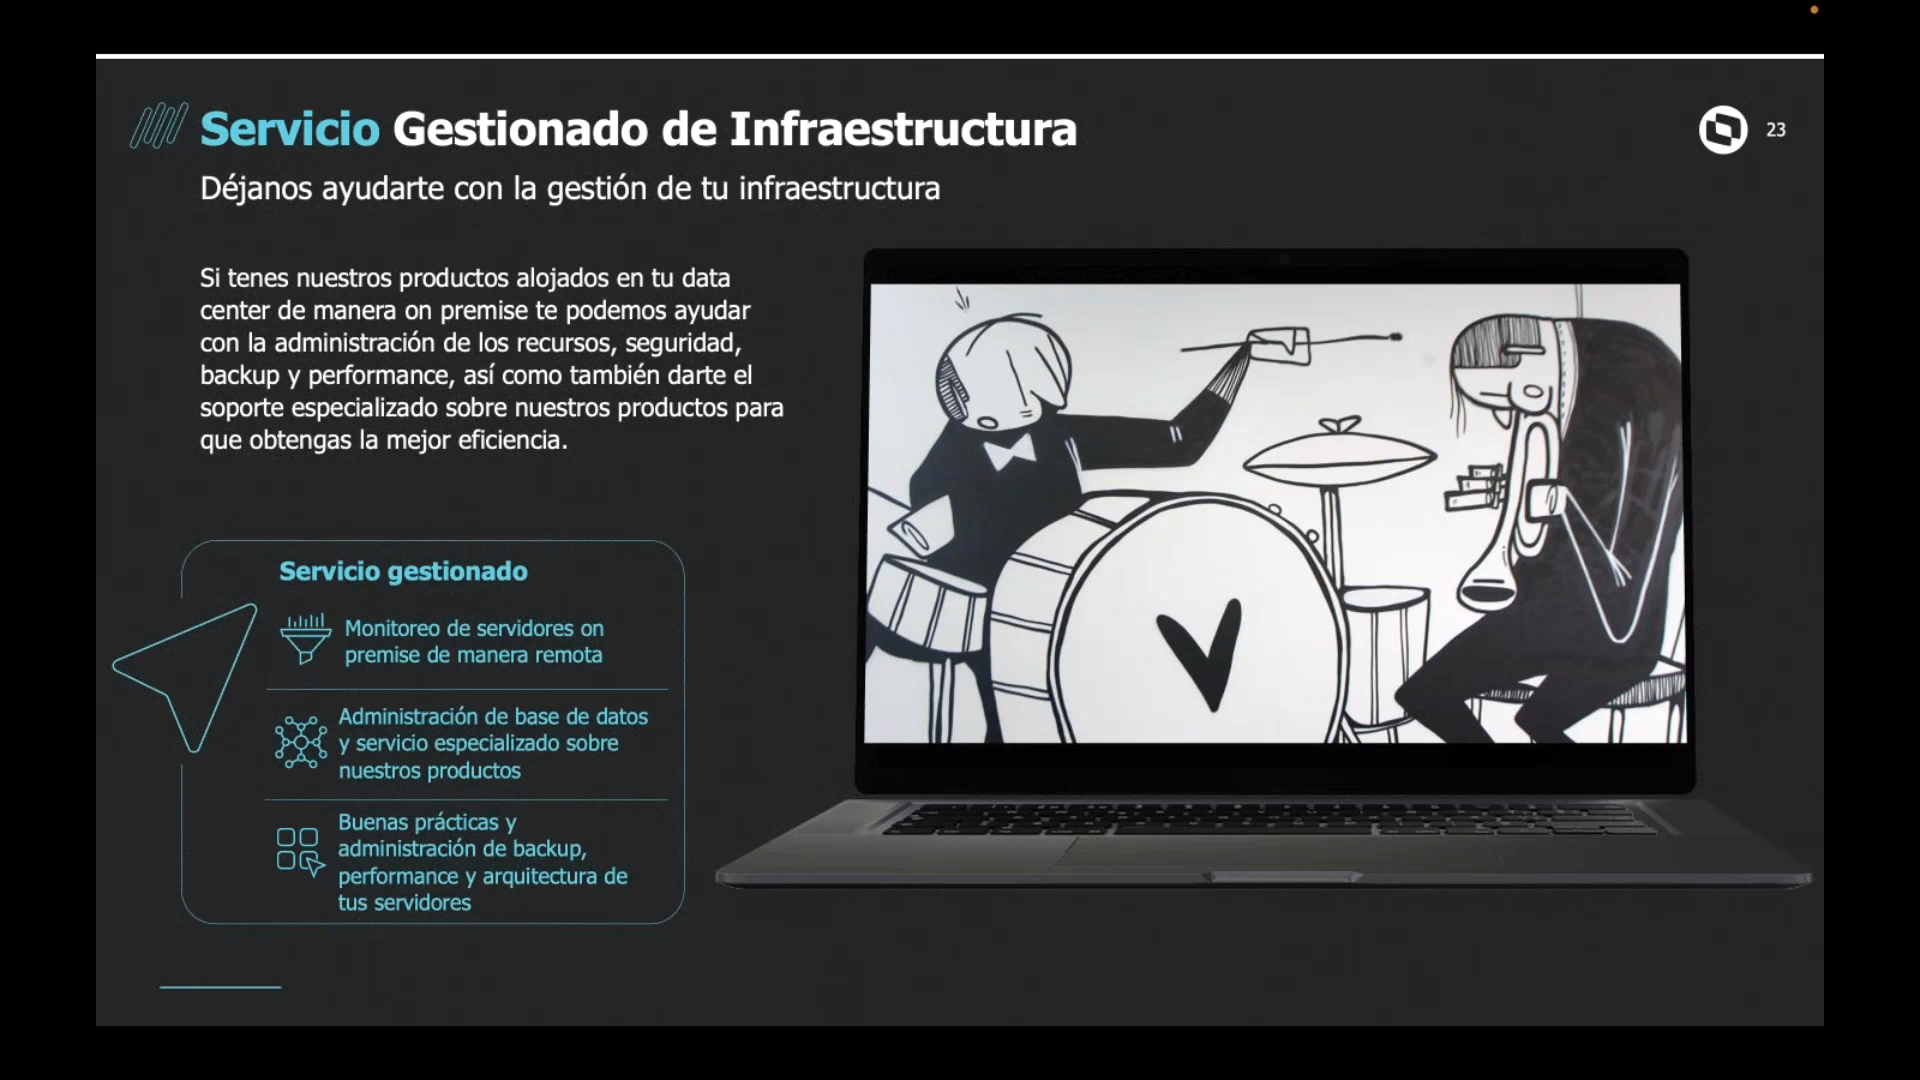 Servicio Gestionado de Infraestructura
23
Déjanos ayudarte con la gestión de tu infraestructura
Si tenes nuestros productos alojados en tu data
center de manera on premise te podemos ayudar
con la administración de los recursos, seguridad,
backup y performance, así como también darte el
soporte especializado sobre nuestros productos para
que obtengas la mejor eficiencia.
Servicio gestionado
Monitoreo de servidores on
premise de manera remota
Administración de base de datos
y servicio especializado sobre
nuestros productos
Buenas prácticas y
administración de backup,
performance y arquitectura de
tus servidores